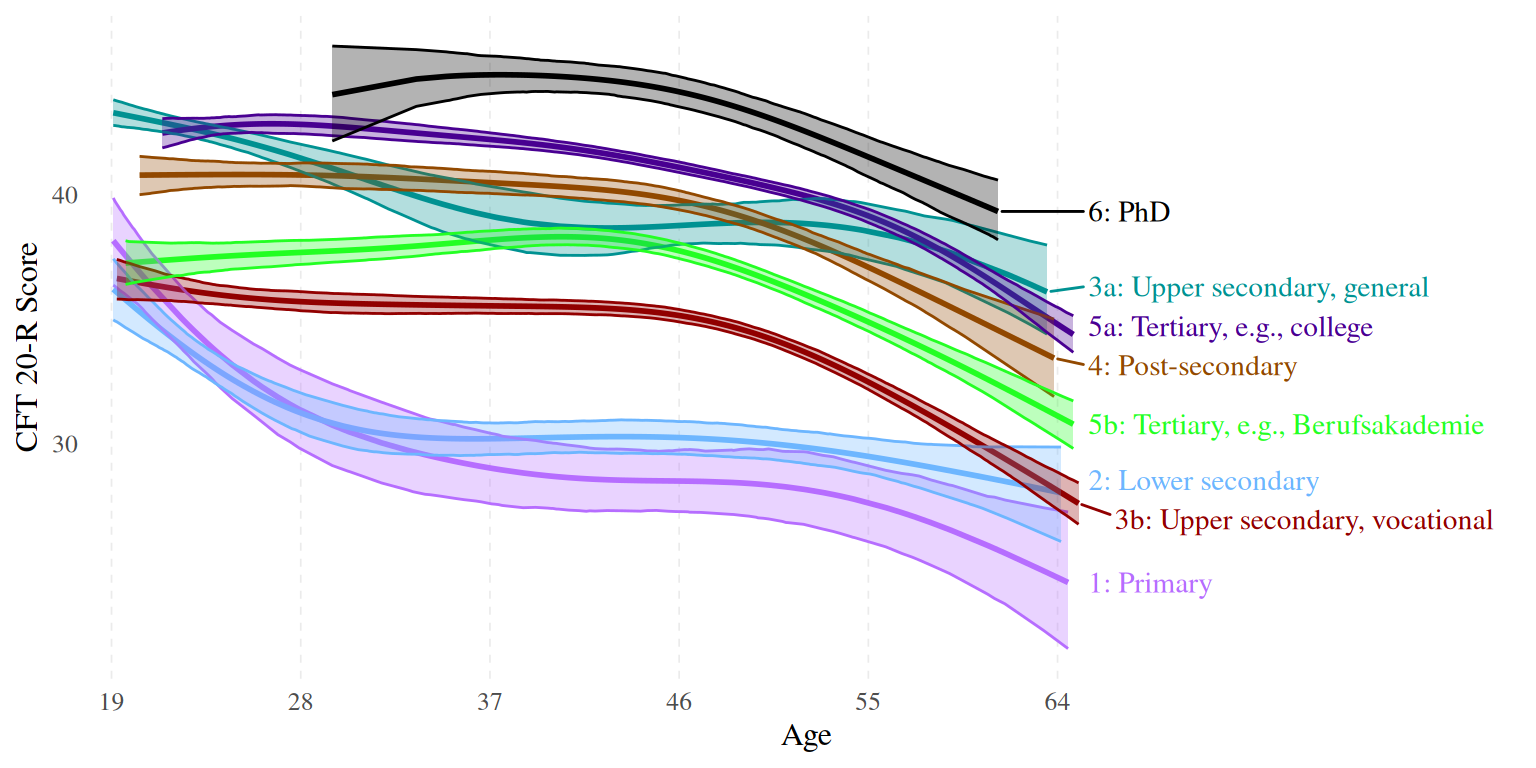 CFT 20-R Score
40
30
6: PhD
3a: Upper secondary, general
5a: Tertiary, e.g., college
4: Post-secondary
5b: Tertiary, e.g., Berufsakademie
2: Lower secondary
3b: Upper secondary, vocational
1: Primary
19 28 37 46 55 64
Age